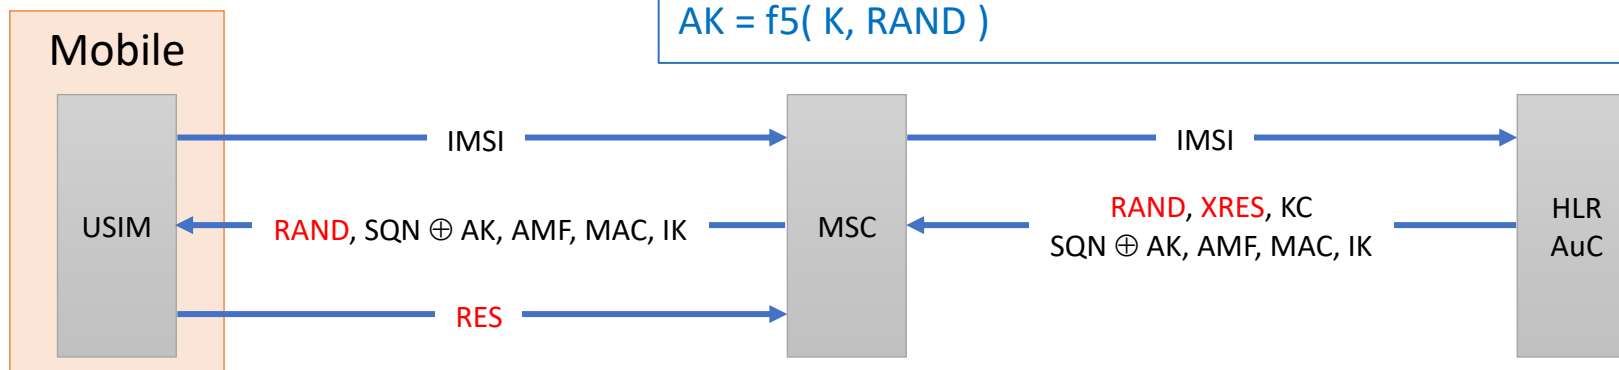 AK = f5( K, RAND )
Mobile
IMSI
IMSI
USIM
RAND, SQN ⊕ AK, AMF, MAC, IK
MSC
RAND, XRES, KC
SQN ⊕ AK, AMF, MAC, IK
HLR
AuC
RES